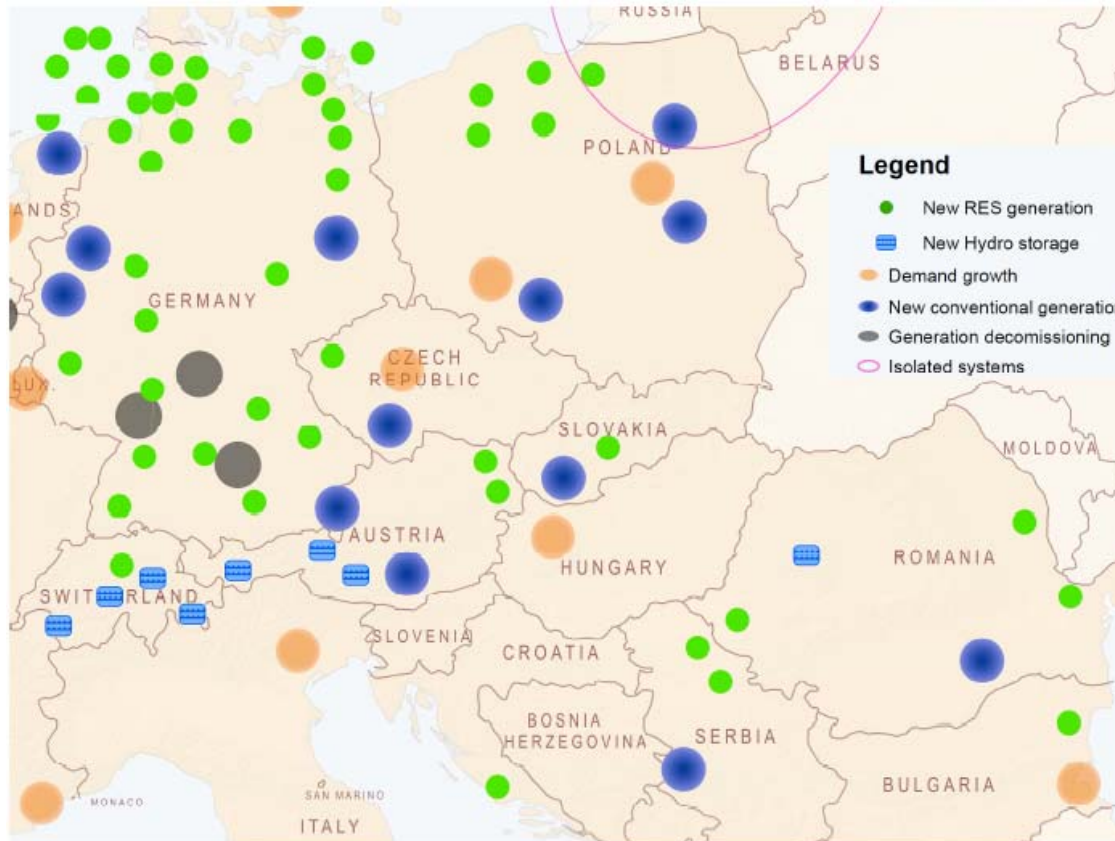 RUSSIA
BELARUS
POLAND
Legend
New RES generation
ANDS
New Hydro storage
Demand growth
GERMANY
New conventional generation
Generation decomissioning
CZECH
REPUBLIC
LUX.
Isolated systems
SLOVAKIA
MOLDOVA
AUSTRIA
HUNGARY
ROMANIA
SWITZERLAND
SLOVENIA
CROATIA
BOSNIA
HERZEGOVINA
SERBIA
BULGARIA
MONACO
SAN MARINO
ITALY